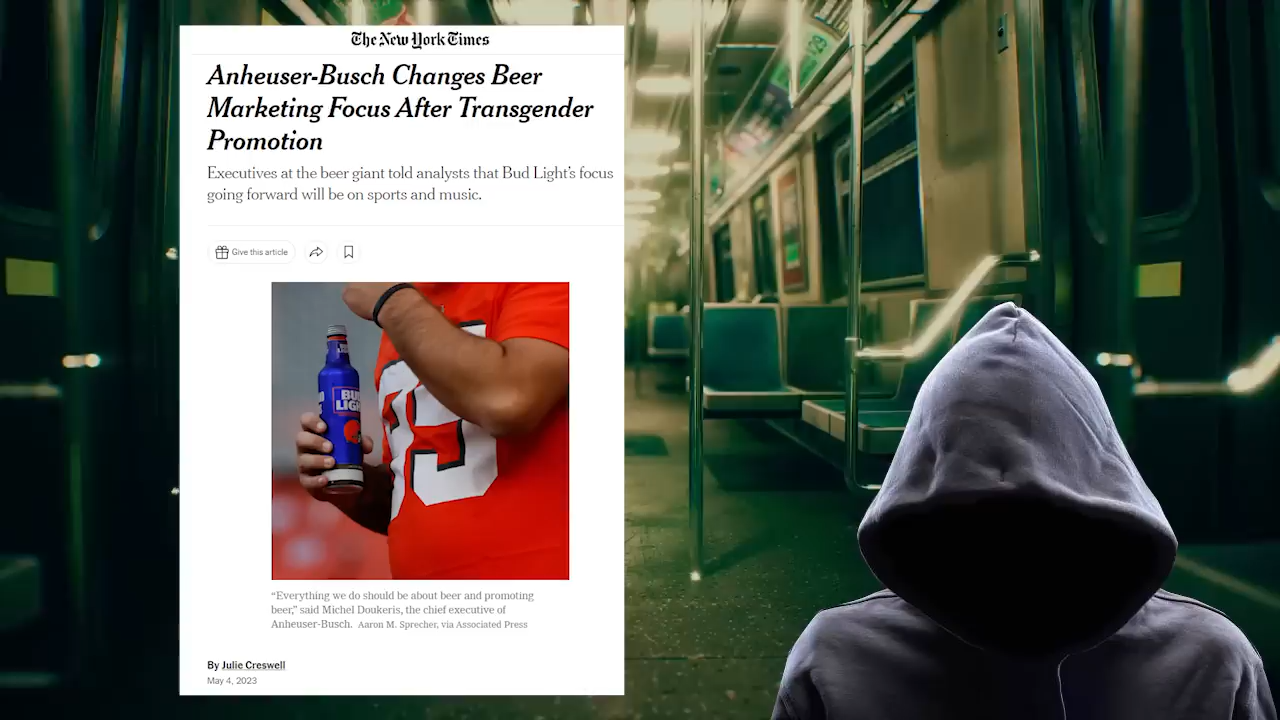 The New York Times
Anheuser-Busch Changes Beer
Marketing Focus After Transgender
Promotion
Executives at the beer giant told analysts that Bud Light's focus
going forward will be on sports and music.
Give this article
BUD
LIGHT
"Everything we do should be about beer and promoting
beer," said Michel Doukeris, the chief executive of
Anheuser-Busch. Aaron M. Sprecher, via Associated Press
By Julie Creswell
May 4, 2023